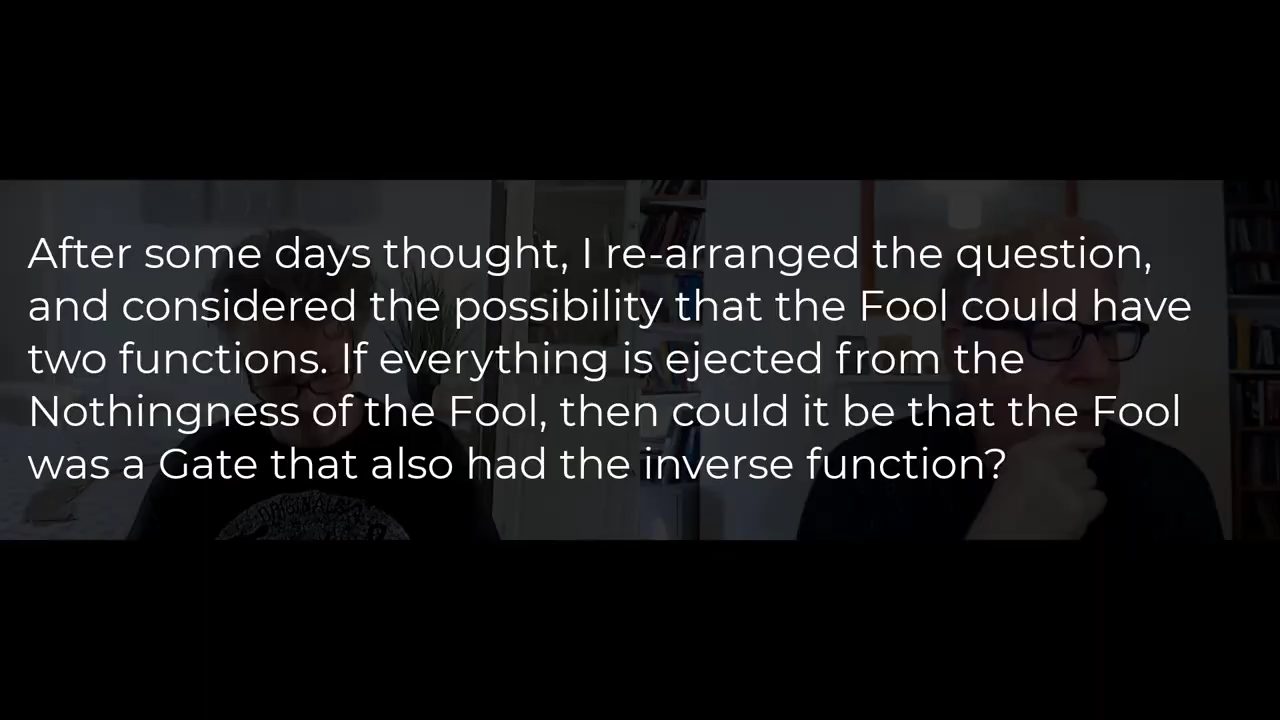 After some days thought, I re-arranged the question,
and considered the possibility that the Fool could have
two functions. If everything is ejected from the
Nothingness of the Fool, then could it be that the Fool
was a Gate that also had the inverse function?